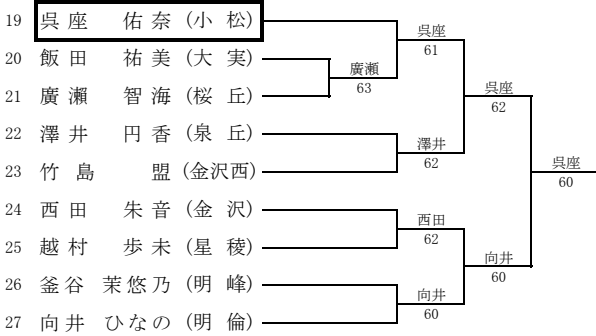 19 呉座 佑奈 (小 松)
20 飯田 祐美 (大 実)
21 廣瀬 智海 (桜 丘)
22 澤井 円香 (泉 丘)
23 竹島 盟 (金沢西)
24 西田 朱音 (金 沢)
25 越村 歩未 (星 稜)
26 釜谷 茉悠乃 (明 峰)
27 向井 ひなの (明 倫)
廣瀬
63
呉座
61
澤井
62
西田
62
向井
60
呉座
62
向井
60
呉座
60